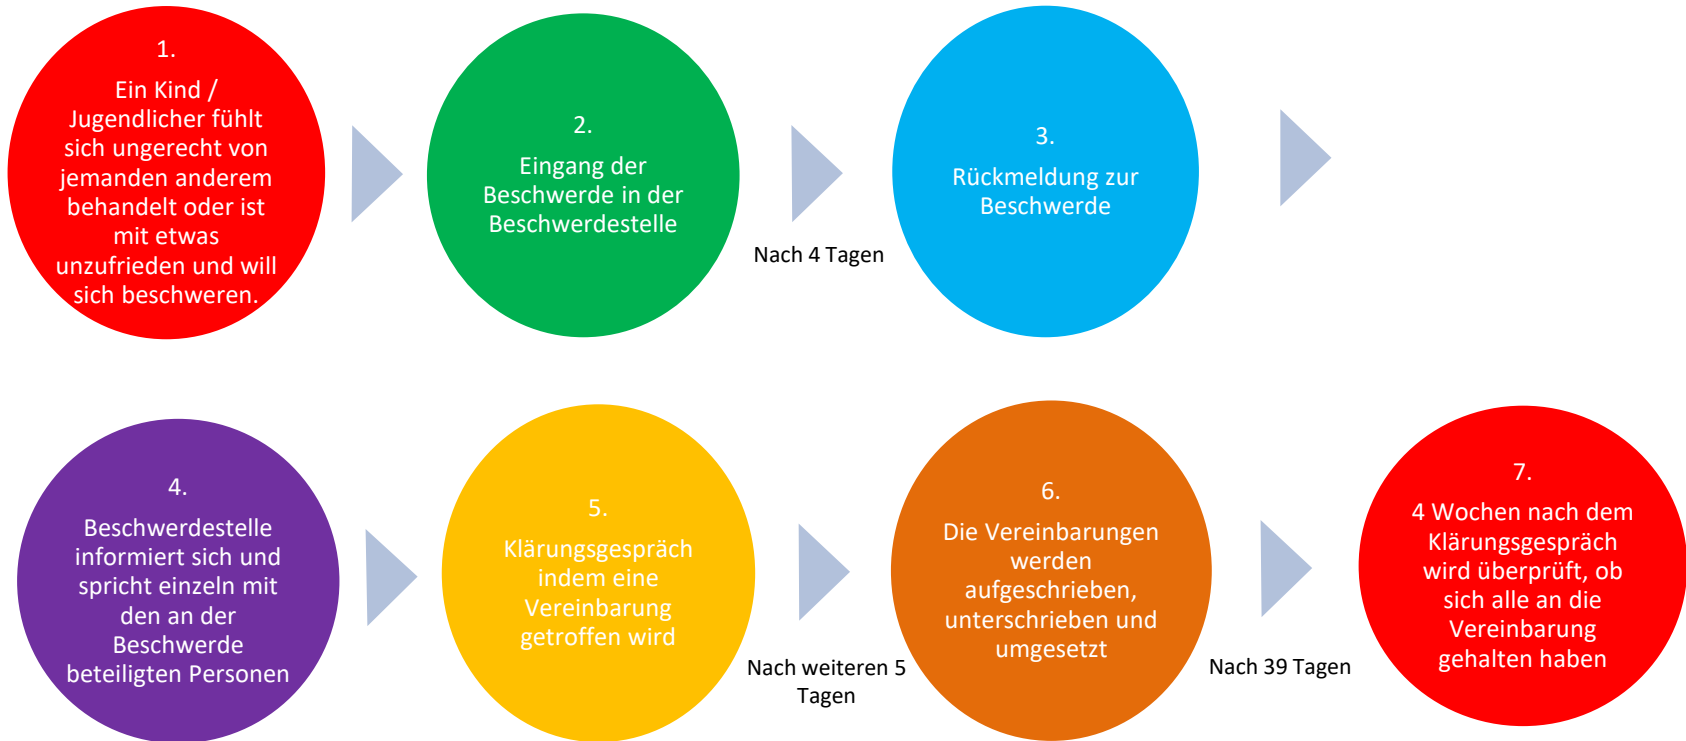 1.
Ein Kind /
Jugendlicher fühlt
sich ungerecht von
jemanden anderem
behandelt oder ist
mit etwas
unzufrieden und will
sich beschweren.
2.
Eingang der
Beschwerde in der
Beschwerdestelle
Nach 4 Tagen
3.
Rückmeldung zur
Beschwerde
4.
Beschwerdestelle
informiert sich und
spricht einzeln mit
den an der
Beschwerde
beteiligten Personen
5.
Klärungsgespräch
indem eine
Vereinbarung
getroffen wird
Nach weiteren 5
Tagen
6.
Die Vereinbarungen
werden
aufgeschrieben,
unterschrieben und
umgesetzt
Nach 39 Tagen
7.
4 Wochen nach dem
Klärungsgespräch
wird überprüft, ob
sich alle an die
Vereinbarung
gehalten haben